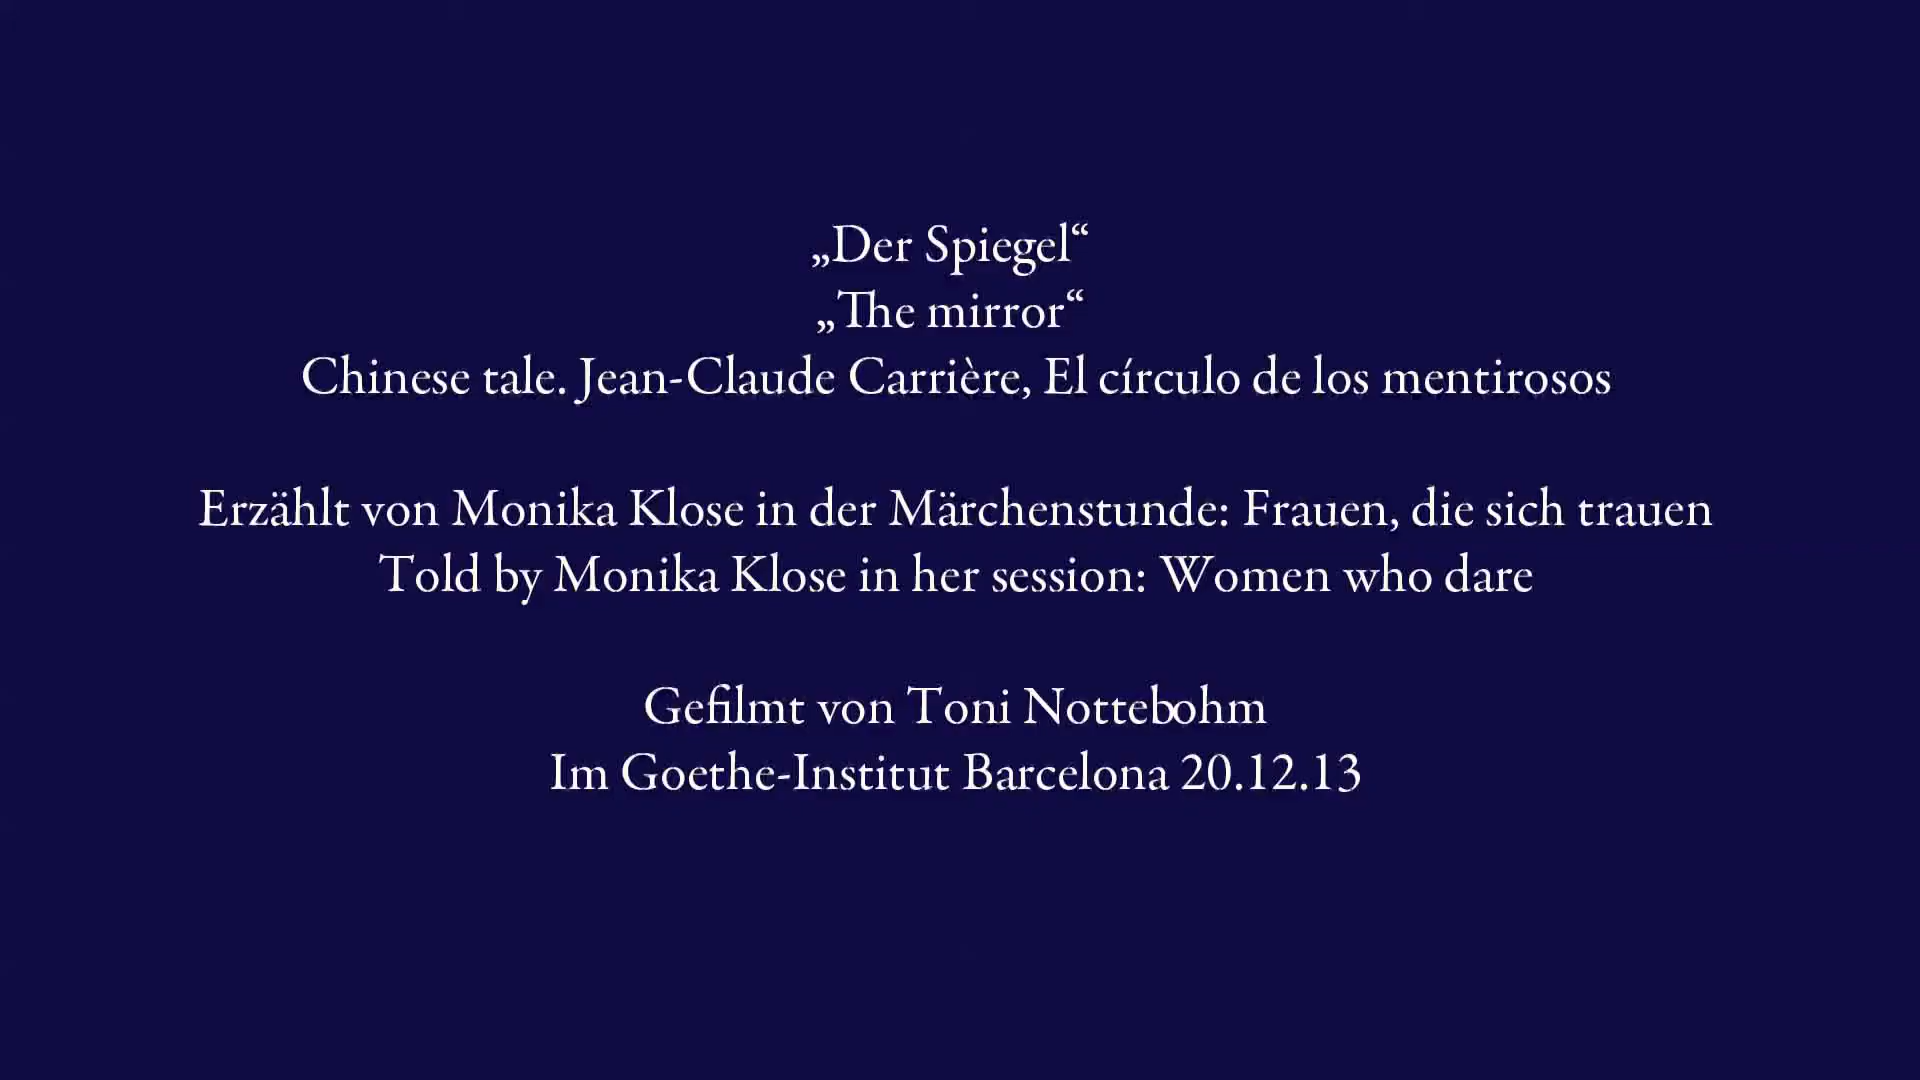 „Der Spiegel“
„The mirror“
Chinese tale. Jean-Claude Carrière, El círculo de los mentirosos
Erzählt von Monika Klose in der Märchenstunde: Frauen, die sich trauen
Told by Monika Klose in her session: Women who dare
Gefilmt von Toni Nottebohm
Im Goethe-Institut Barcelona 20.12.13